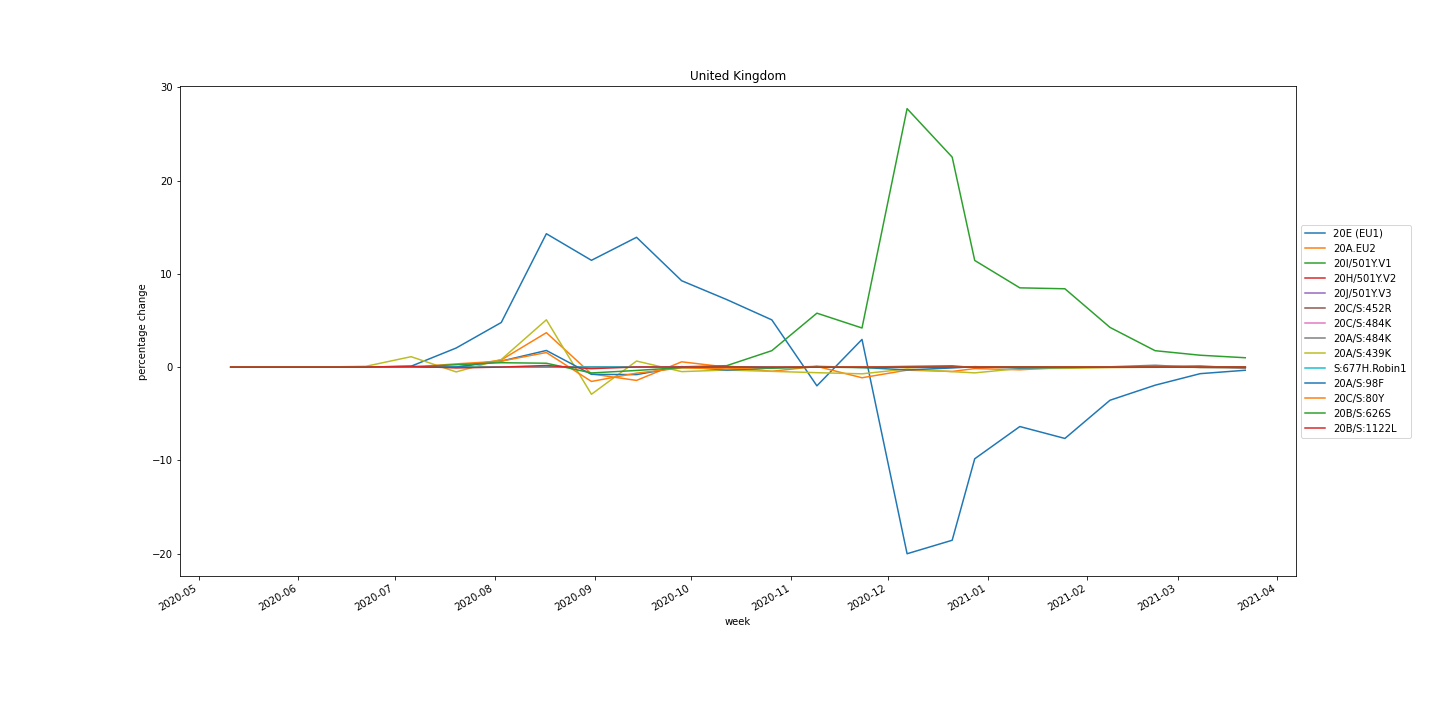 United Kingdom
30
20
10
0
−10
−20
percentage change
2020-05
2020-06
2020-07
2020-08
2020-09
2020-10
2020-11
2020-12
2021-01
2021-02
2021-03
2021-04
week
20E (EU1)
20A.EU2
20I/501Y.V1
20H/501Y.V2
20J/501Y.V3
20C/S:452R
20C/S:484K
20A/S:484K
20A/S:439K
S:677H.Robin1
20A/S:98F
20C/S:80Y
20B/S:626S
20B/S:1122L